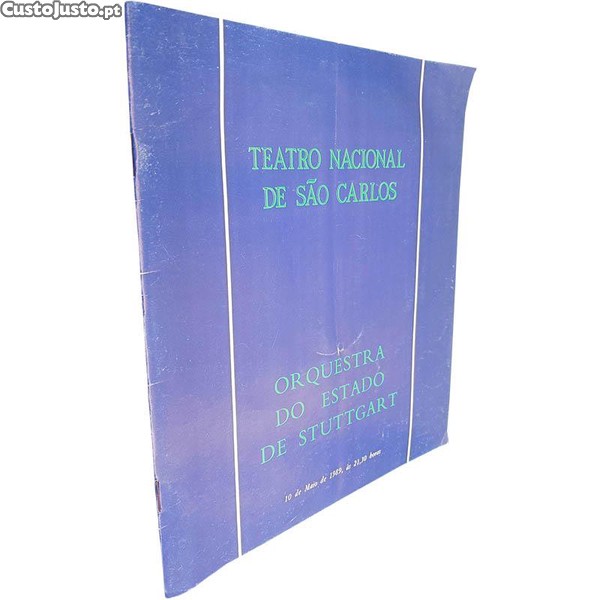 CustoJusto.pt
TEATRO NACIONAL
DE SÃO CARLOS
ORQUESTRA
DO ESTADO
DE STUTTGART
10 de Maio de 1989, às 21,30 horas